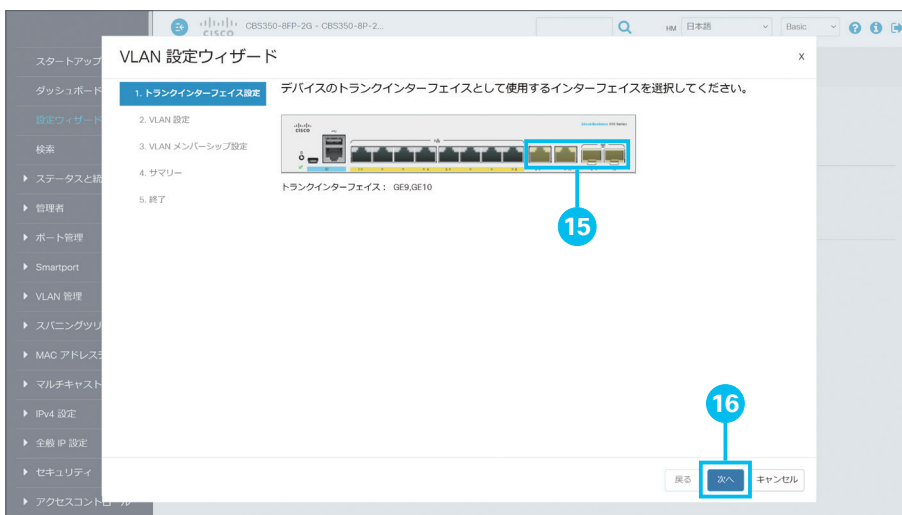 CISCO
CBS350-8FP-2G - CBS350-8P-2...
日本語
Basic
スタートアップ
ダッシュボード
設定ウィザード
検索
ステータスと統
管理者
ポート管理
Smartport
VLAN 管理
スパニングツリ
MAC アドレステ
マルチキャスト
IPv4 設定
全般 IP 設定
セキュリティ
アクセスコントロール
VLAN 設定ウィザード
X
1. トランクインターフェイス設定
2. VLAN 設定
3. VLAN メンバーシップ設定
4. サマリー
5. 終了
デバイスのトランクインターフェイスとして使用するインターフェイスを選択してください。
CISCO
トランクインターフェイス： GE9,GE10
15
16
戻る
次へ
キャンセル